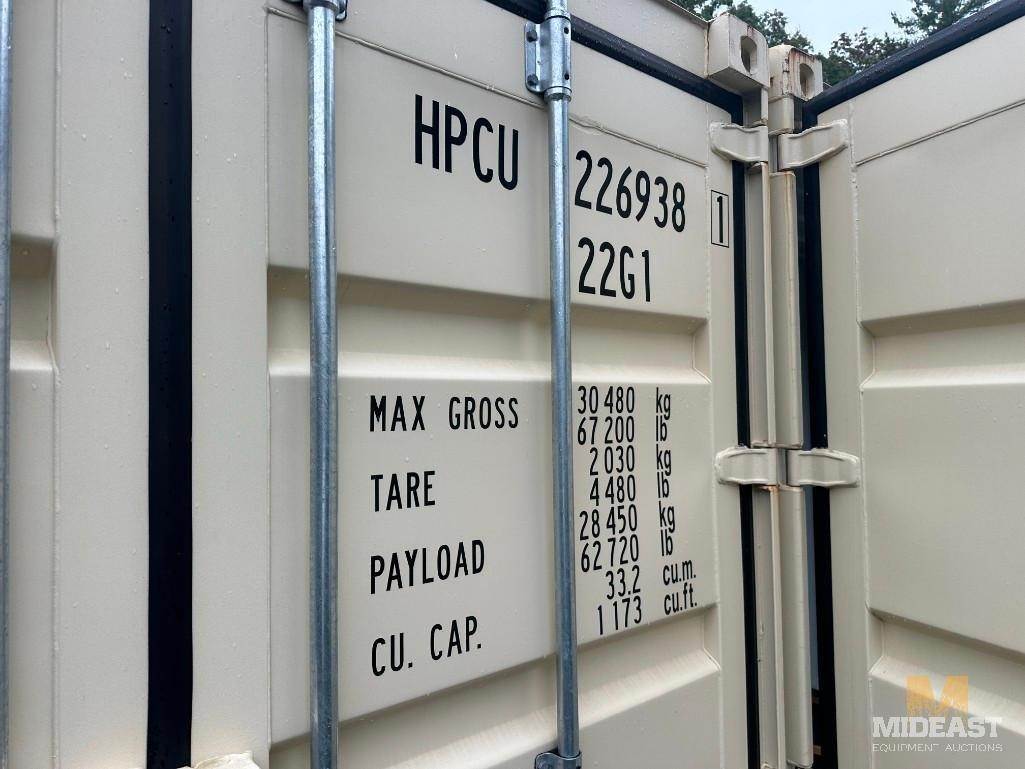 HPCU 226938 1
22G1
MAX GROSS 30 480 kg
67 200 lb
TARE 2 030 kg
4 480 lb
PAYLOAD 28 450 kg
62 720 lb
CU. CAP. 33.2 cu.m.
1 173 cu.ft.
M
MIDEAST
EQUIPMENT AUCTIONS